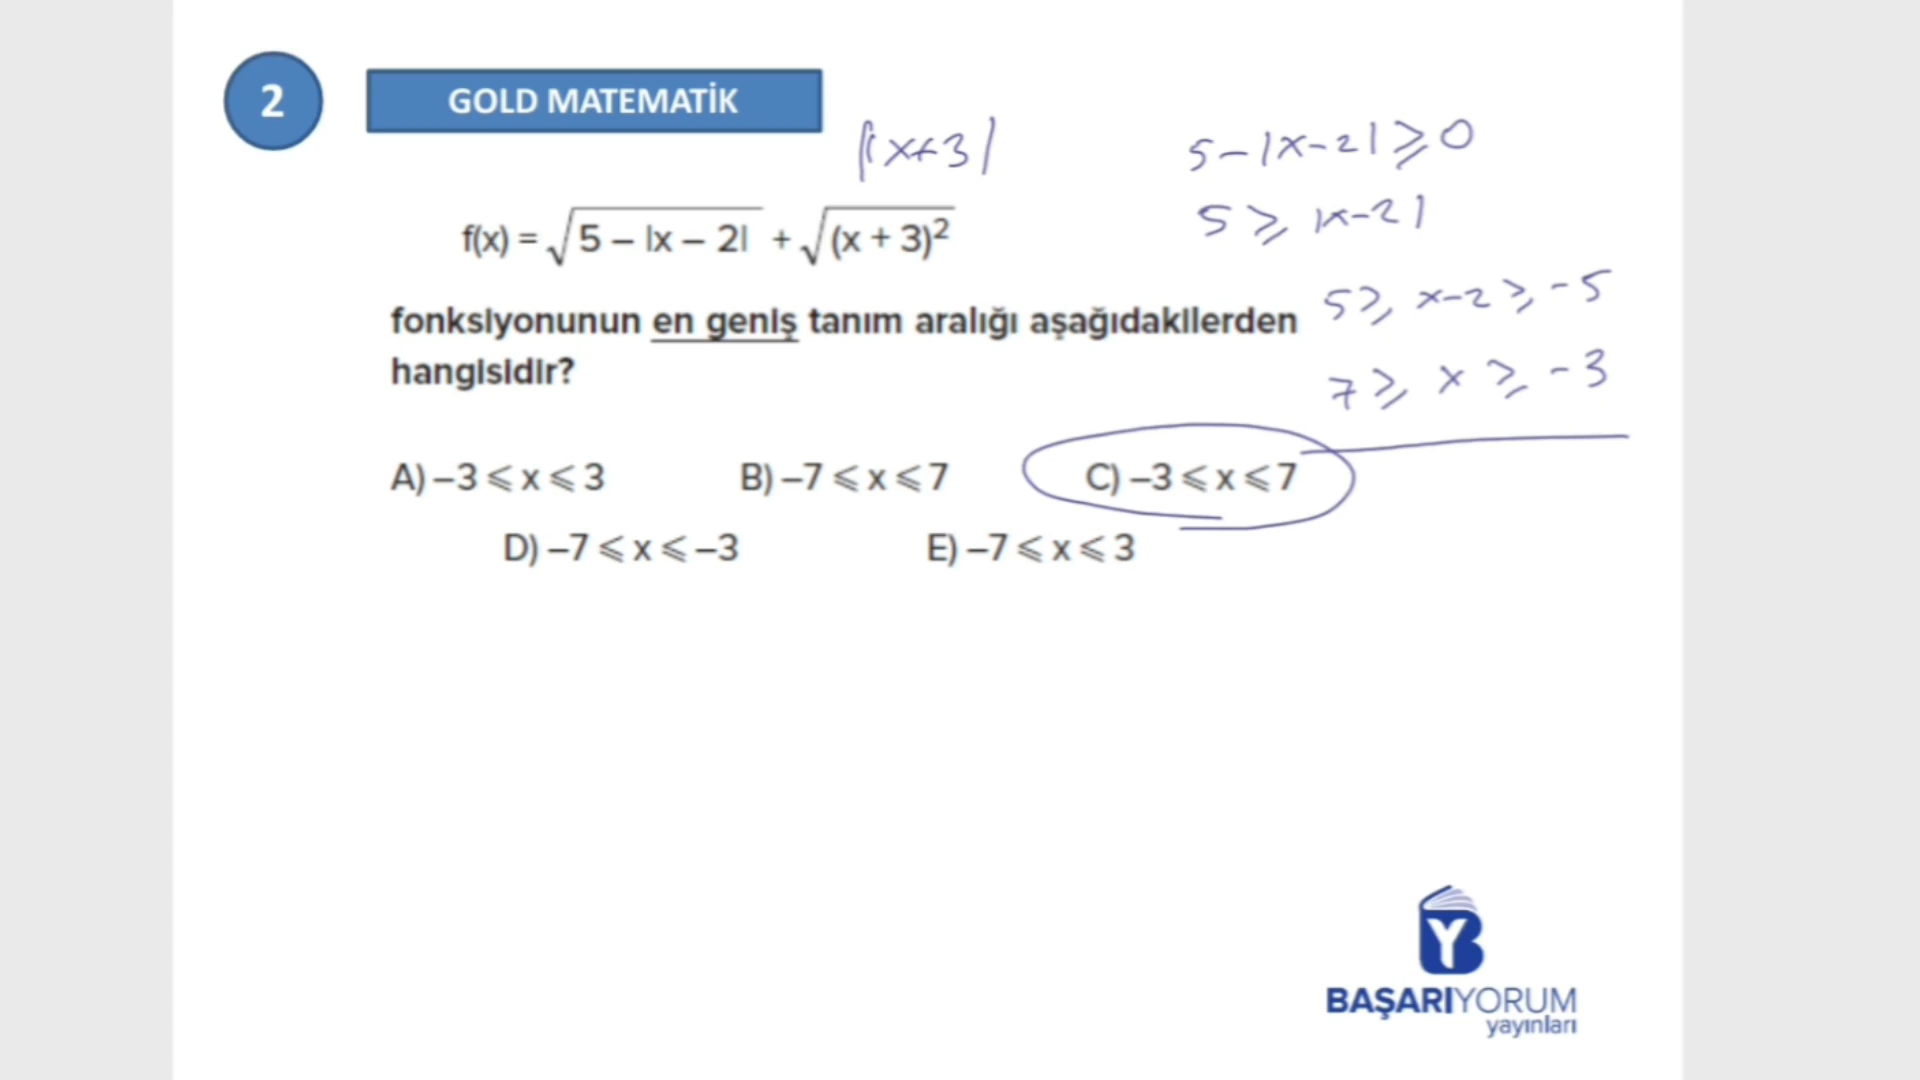 2
GOLD MATEMATİK
|x+3|
f(x) = √5 – |x – 2| + √(x + 3)²
fonksiyonunun en geniş tanım aralığı aşağıdakilerden
hangisidir?
A) –3 ⩽ x ⩽ 3 B) –7 ⩽ x ⩽ 7 C) –3 ⩽ x ⩽ 7
D) –7 ⩽ x ⩽ –3 E) –7 ⩽ x ⩽ 3
5-|x-2| ⩾ 0
5 ⩾ |x-2|
5 ⩾ x-2 ⩾ -5
7 ⩾ x ⩾ -3
BY
BAŞARIYORUM
yayınları